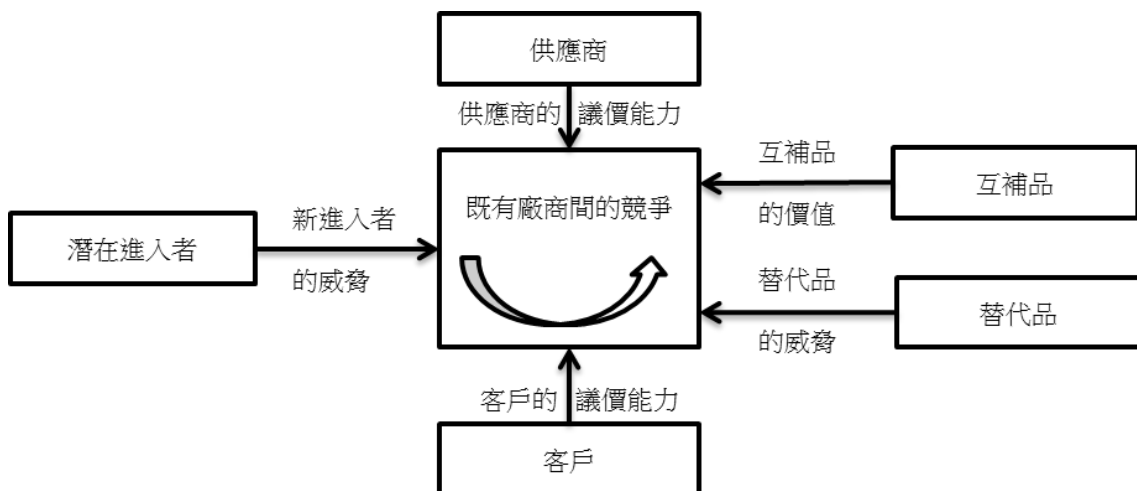 供應商
供應商的 議價能力
互補品
的價值
互補品
既有廠商間的競爭
新進入者
的威脅
潛在進入者
替代品
的威脅
替代品
客戶的 議價能力
客戶